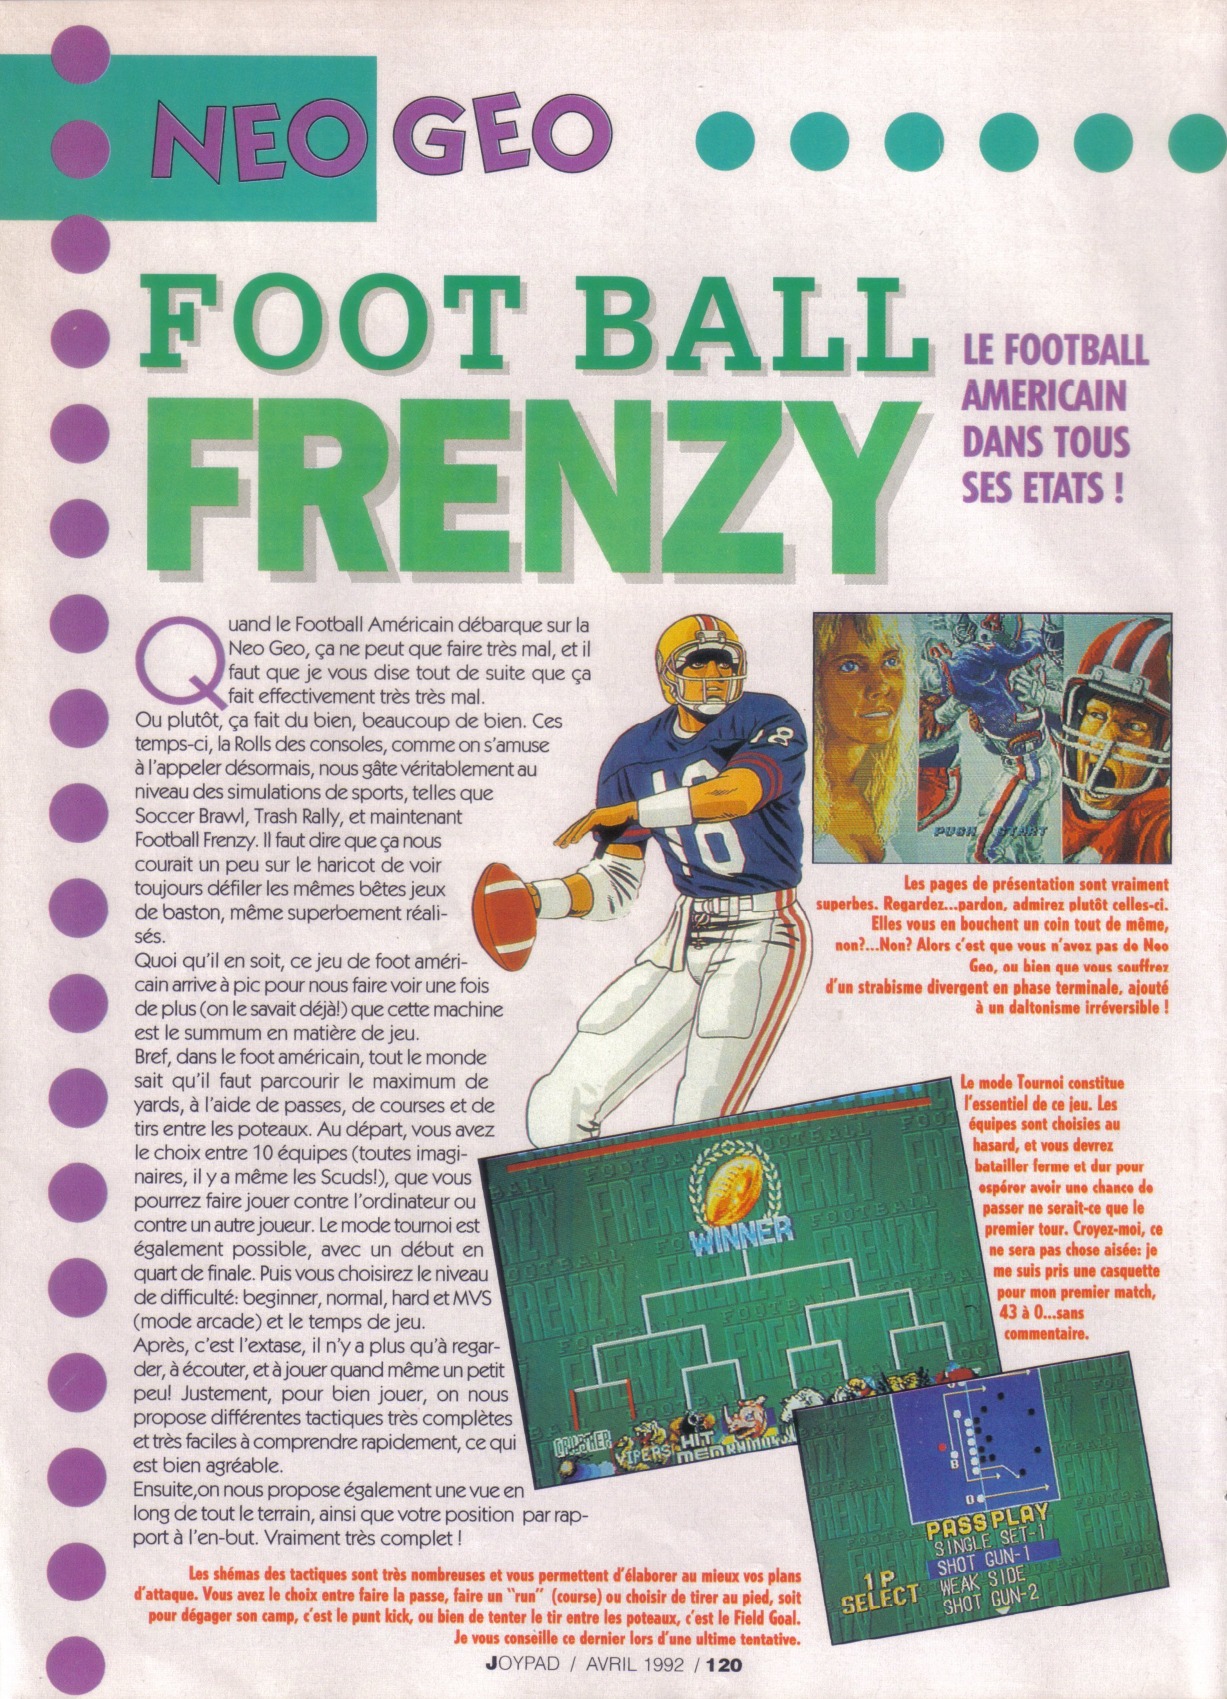 NEO GEO
FOOT BALL
FRENZY
LE FOOTBALL
AMERICAIN
DANS TOUS
SES ETATS !
Quand le Football Américain débarque sur la
Neo Geo, ça ne peut que faire très mal, et il
faut que je vous dise tout de suite que ça
fait effectivement très très mal.
Ou plutôt, ça fait du bien, beaucoup de bien. Ces
temps-ci, la Rolls des consoles, comme on s'amuse
à l'appeler désormais, nous gâte véritablement au
niveau des simulations de sports, telles que
Soccer Brawl, Trash Rally, et maintenant
Football Frenzy. Il faut dire que ça nous
courait un peu sur le haricot de voir
toujours défiler les mêmes bêtes jeux
de baston, même superbement réali-
sés.
Quoi qu'il en soit, ce jeu de foot améri-
cain arrive à pic pour nous faire voir une fois
de plus (on le savait déjà!) que cette machine
est le summum en matière de jeu.
Bref, dans le foot américain, tout le monde
sait qu'il faut parcourir le maximum de
yards, à l'aide de passes, de courses et de
tirs entre les poteaux. Au départ, vous avez
le choix entre 10 équipes (toutes imagi-
naires, il y a même les Scuds!), que vous
pourrez faire jouer contre l'ordinateur ou
contre un autre joueur. Le mode tournoi est
également possible, avec un début en
quart de finale. Puis vous choisirez le niveau
de difficulté: beginner, normal, hard et MVS
(mode arcade) et le temps de jeu.
Après, c'est l'extase, il n'y a plus qu'à regar-
der, à écouter, et à jouer quand même un petit
peu! Justement, pour bien jouer, on nous
propose différentes tactiques très complètes
et très faciles à comprendre rapidement, ce qui
est bien agréable.
Ensuite,on nous propose également une vue en
long de tout le terrain, ainsi que votre position par rap-
port à l'en-but. Vraiment très complet !
18
18
PUSH START
Les pages de présentation sont vraiment
superbes. Regardez...pardon, admirez plutôt celles-ci.
Elles vous en bouchent un coin tout de même,
non?...Non? Alors c'est que vous n'avez pas de Neo
Geo, ou bien que vous souffrez
d'un strabisme divergent en phase terminale, ajouté
à un daltonisme irréversible !
Le mode Tournoi constitue
l'essentiel de ce jeu. Les
équipes sont choisies au
hasard, et vous devrez
batailler ferme et dur pour
espérer avoir une chance de
passer ne serait-ce que le
premier tour. Croyez-moi, ce
ne sera pas chose aisée: je
me suis pris une casquette
pour mon premier match,
43 à 0...sans
commentaire.
WINNER
CRUSHER
VIPERS
HIT
MEN
PASS PLAY
SINGLE SET-1
SHOT GUN-1
WEAK SIDE
SHOT GUN-2
1P
SELECT
Les shémas des tactiques sont très nombreuses et vous permettent d'élaborer au mieux vos plans
d'attaque. Vous avez le choix entre faire la passe, faire un "run" (course) ou choisir de tirer au pied, soit
pour dégager son camp, c'est le punt kick, ou bien de tenter le tir entre les poteaux, c'est le Field Goal.
Je vous conseille ce dernier lors d'une ultime tentative.
JOYPAD / AVRIL 1992 / 120